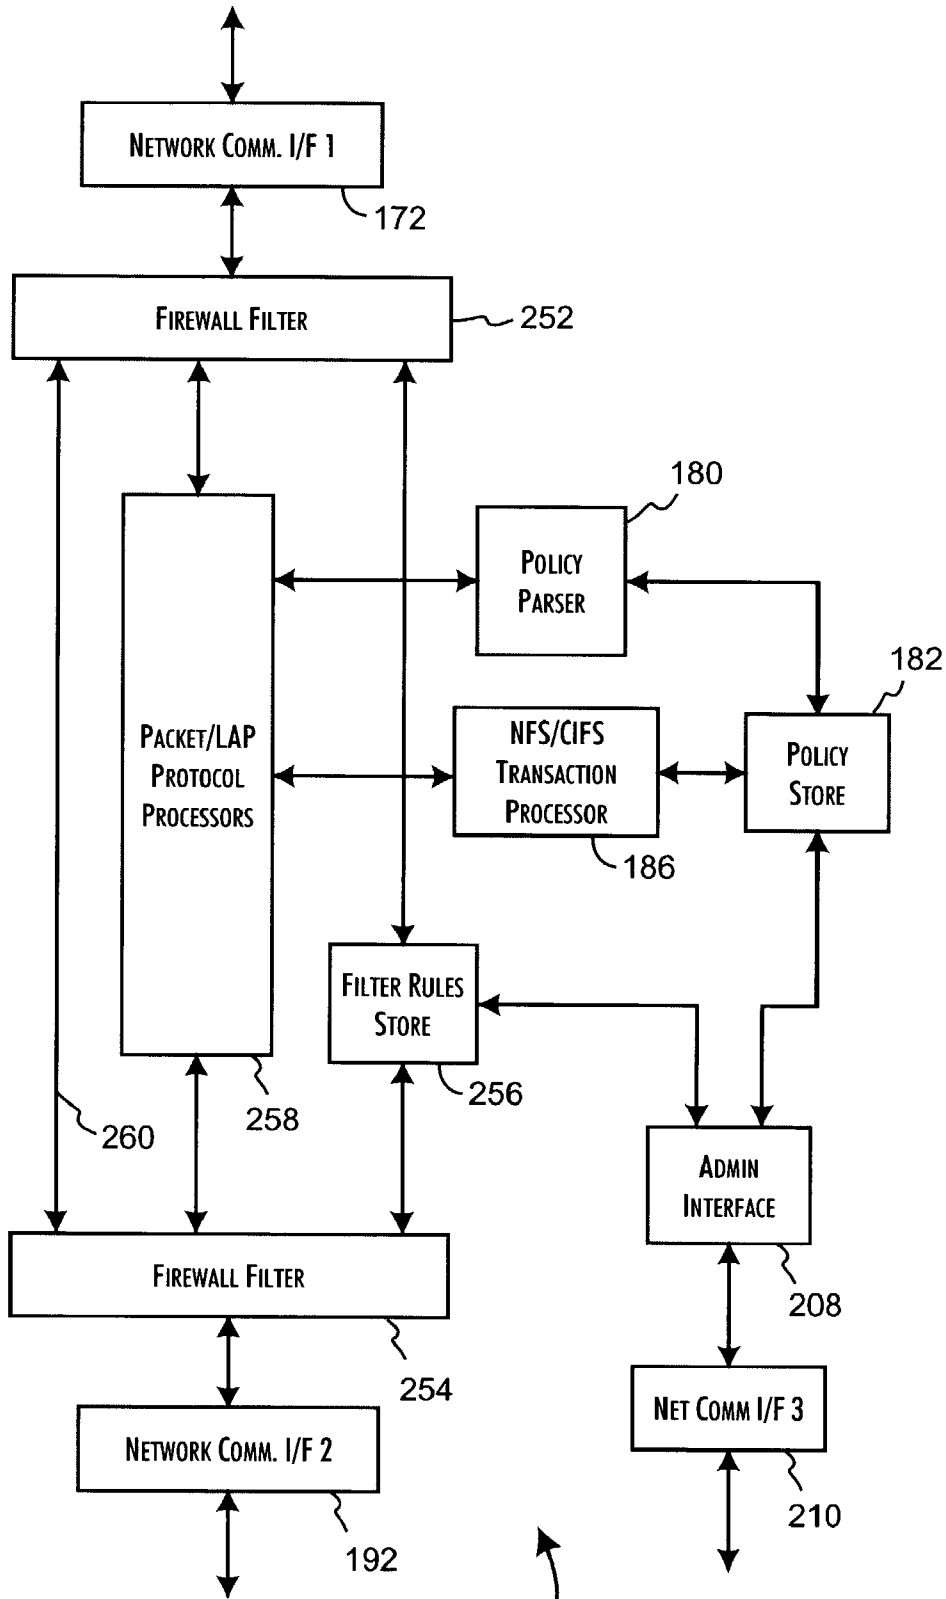 NETWORK COMM. I/F 1
172
FIREWALL FILTER
252
180
POLICY
PARSER
182
PACKET/LAP
PROTOCOL
PROCESSORS
NFS/CIFS
TRANSACTION
PROCESSOR
POLICY
STORE
186
FILTER RULES
STORE
256
258
260
ADMIN
INTERFACE
208
FIREWALL FILTER
254
NET COMM I/F 3
210
NETWORK COMM. I/F 2
192